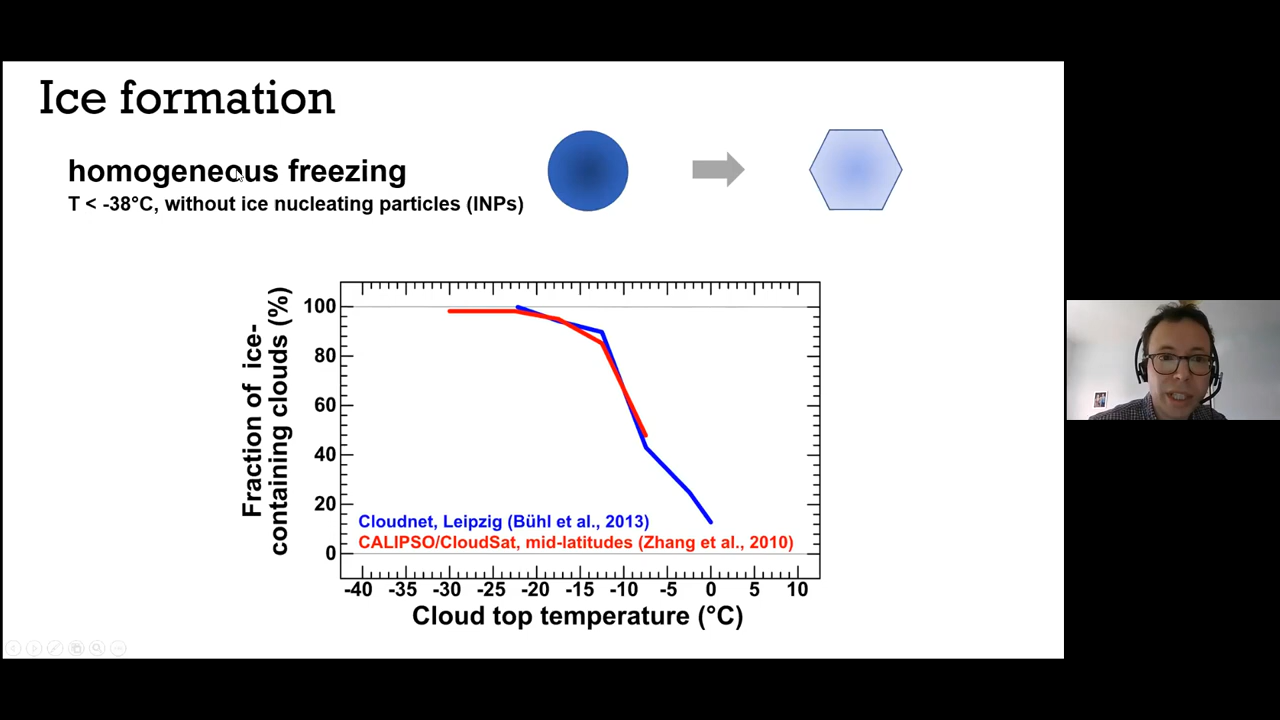 Ice formation
homogeneous freezing
T < -38°C, without ice nucleating particles (INPs)
Fraction of ice-
containing clouds (%)
100
80
60
40
20
0
Cloudnet, Leipzig (Bühl et al., 2013)
CALIPSO/CloudSat, mid-latitudes (Zhang et al., 2010)
-40 -35 -30 -25 -20 -15 -10 -5 0 5 10
Cloud top temperature (°C)